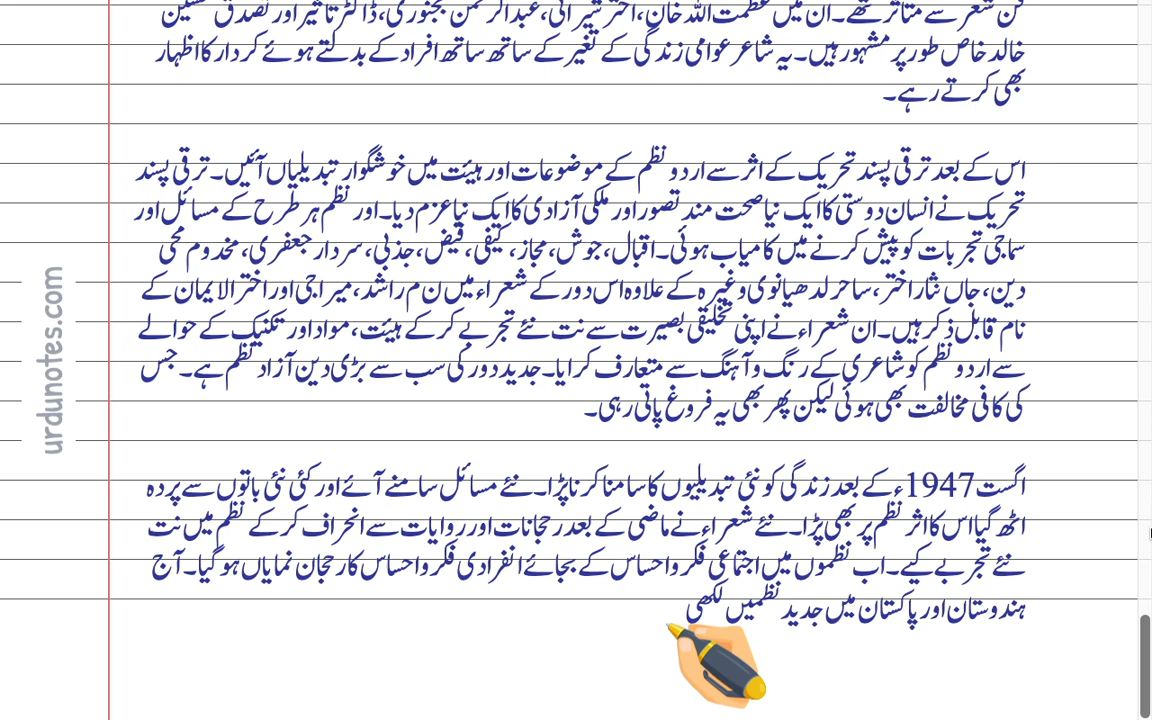 فن شعر سے متاثر تھے۔ ان میں عظمت اللہ خان، اختر شیرانی، عبدالرحمن بجنوری، ڈاکٹر تاثیر اور تصدق حسین
خالد خاص طور پر مشہور ہیں۔ یہ شاعر عوامی زندگی کے تغیر کے ساتھ ساتھ افراد کے بدلتے ہوئے کردار کا اظہار
بھی کرتے رہے۔
اس کے بعد ترقی پسند تحریک کے اثر سے اردو نظم کے موضوعات اور ہیئت میں خوشگوار تبدیلیاں آئیں۔ ترقی پسند
تحریک نے انسان دوستی کا ایک نیا صحت مند تصور اور ملکی آزادی کا ایک نیا عزم دیا۔ اور نظم ہر طرح کے مسائل اور
سماجی تجربات کو پیش کرنے میں کامیاب ہوئی۔ اقبال، جوش، مجاز، کیفی، فیض، جذبی، سردار جعفری، مخدوم محی
دین، جاں نثار اختر، ساحر لدھیانوی وغیرہ کے علاوہ اس دور کے شعراء میں ن م راشد، میراجی اور اختر الایمان کے
نام قابل ذکر ہیں۔ ان شعراء نے اپنی تخلیقی بصیرت سے نت نئے تجربے کر کے ہیئت، مواد اور تکنیک کے حوالے
سے اردو نظم کو شاعری کے رنگ و آہنگ سے متعارف کرایا۔ جدید دور کی سب سے بڑی دین آزاد نظم ہے۔ جس
کی کافی مخالفت بھی ہوئی لیکن پھر بھی یہ فروغ پاتی رہی۔
اگست 1947ء کے بعد زندگی کو نئی تبدیلیوں کا سامنا کرنا پڑا۔ نئے مسائل سامنے آئے اور کئی نئی باتوں سے پردہ
اٹھ گیا اس کا اثر نظم پر بھی پڑا۔ نئے شعراء نے ماضی کے بعد رجحانات اور روایات سے انحراف کر کے نظم میں نت
نئے تجربے کیے۔ اب نظموں میں اجتماعی فکر و احساس کے بجائے انفرادی فکر و احساس کا رجحان نمایاں ہو گیا۔ آج
ہندوستان اور پاکستان میں جدید نظمیں لکھی
urdunotes.com